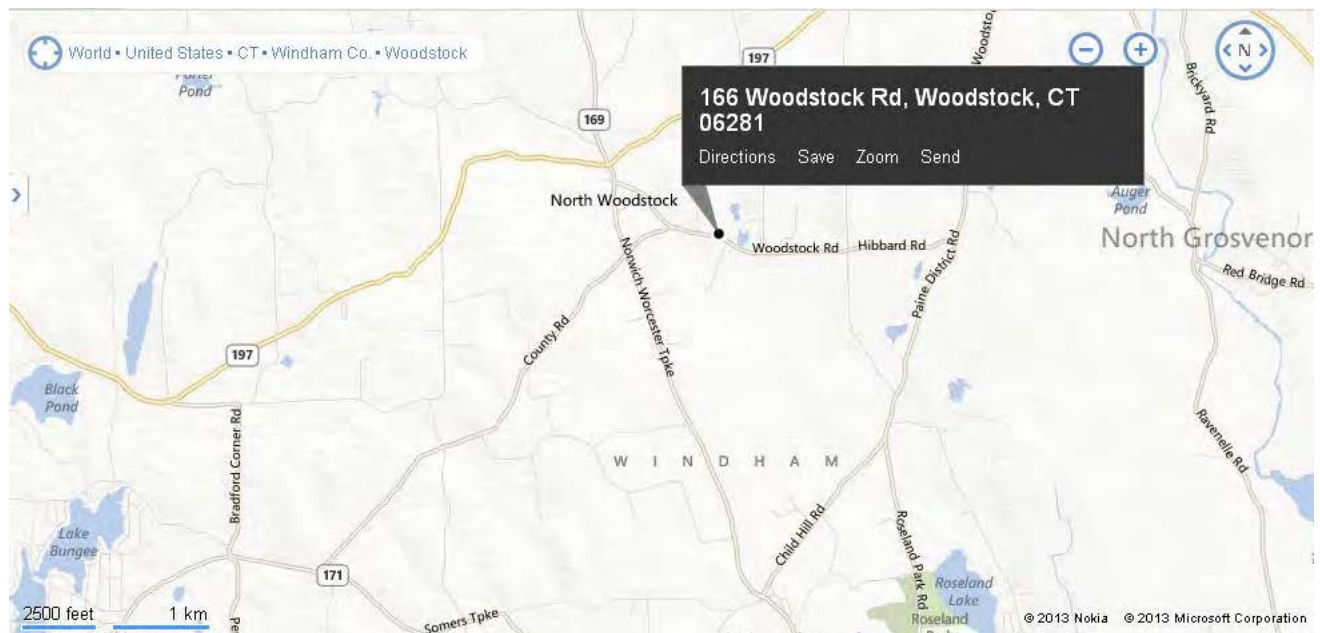 World • United States • CT • Windham Co. • Woodstock
Porter
Pond
169
197
166 Woodstock Rd, Woodstock, CT
06281
Directions Save Zoom Send
N
Brickyard Rd
North Woodstock
Auger
Pond
North Grosvenor
Woodstock Rd
Hibbard Rd
Paine District Rd
Red Bridge Rd
Norwich Worcester Tpke
County Rd
197
Black
Pond
Bradford Corner Rd
WINDHAM
Ravenelle Rd
Child Hill Rd
Roseland Park Rd
Lake
Bungee
171
Somers Tpke
Roseland
Lake
Roseland
2500 feet
1 km
© 2013 Nokia © 2013 Microsoft Corporation